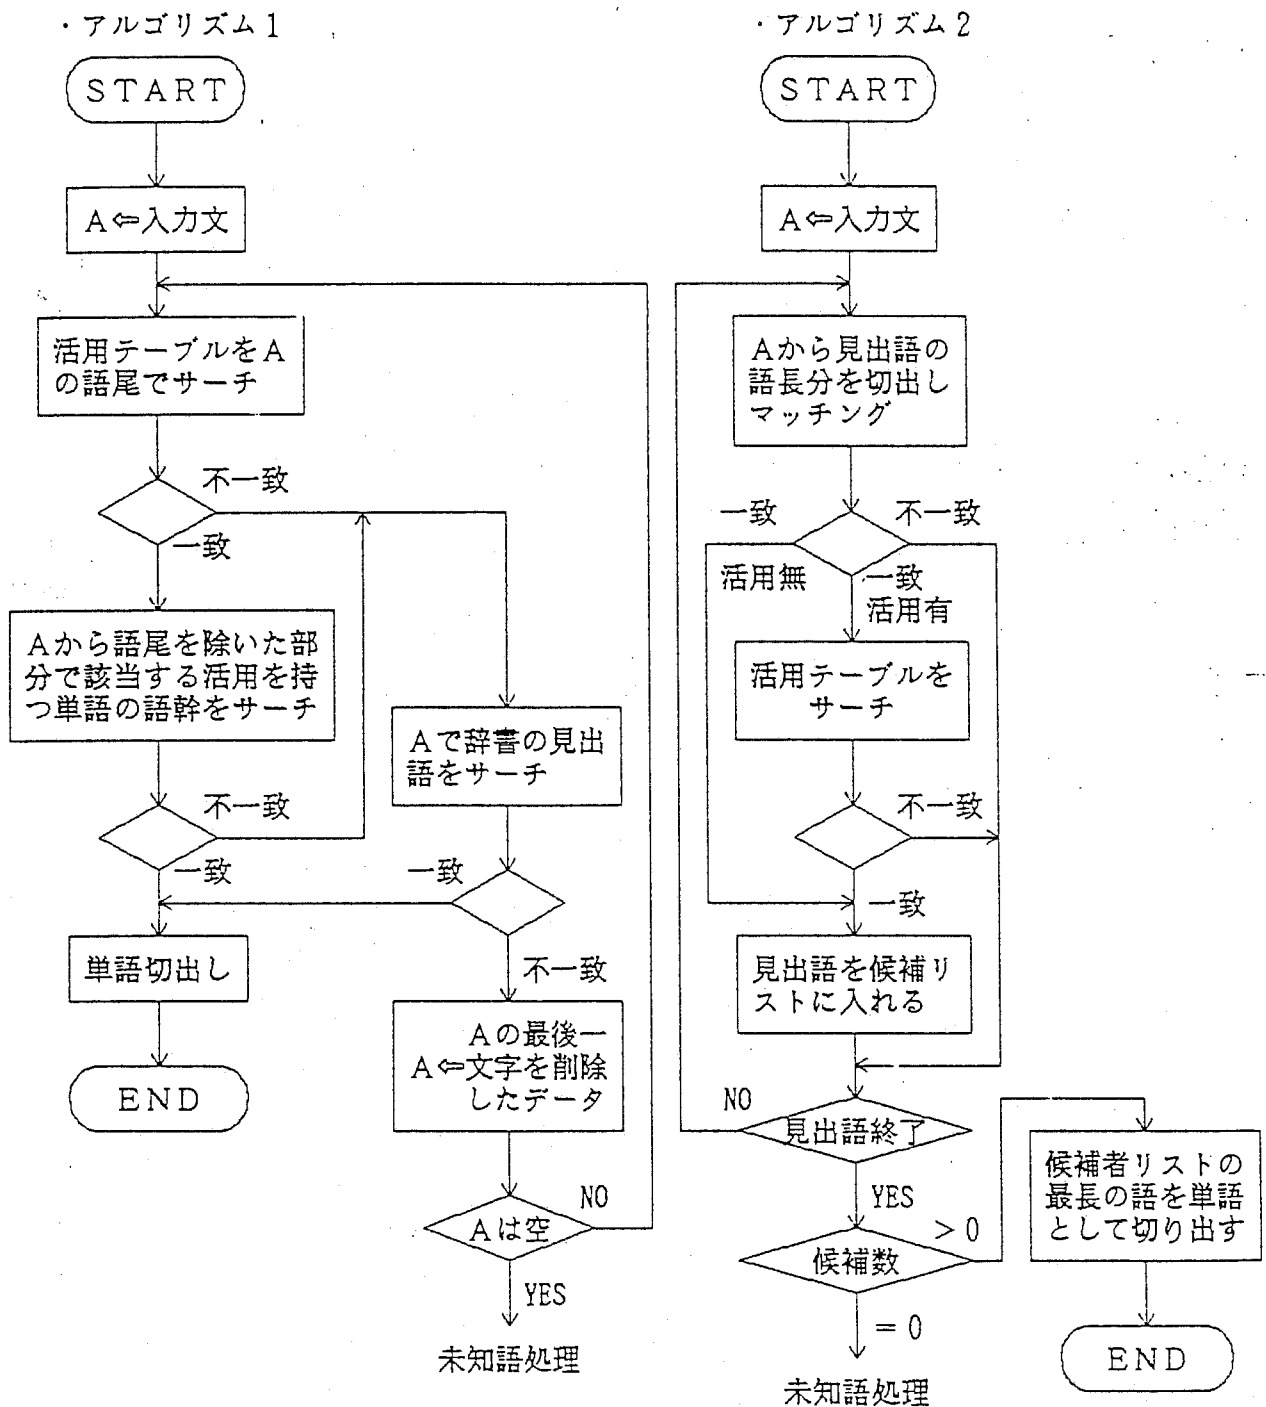 ・アルゴリズム1
START
A⇦入力文
活用テーブルをA
の語尾でサーチ
不一致
一致
Aから語尾を除いた部
分で該当する活用を持
つ単語の語幹をサーチ
不一致
一致
単語切出し
END
Aで辞書の見出
語をサーチ
一致
不一致
Aの最後一
A⇦文字を削除
したデータ
Aは空
NO
YES
未知語処理
・アルゴリズム2
START
A⇦入力文
Aから見出語の
語長分を切出し
マッチング
一致
活用無
不一致
一致
活用有
活用テーブルを
サーチ
不一致
一致
見出語を候補リ
ストに入れる
NO
見出語終了
YES
候補数
>0
=0
未知語処理
候補者リストの
最長の語を単語
として切り出す
END